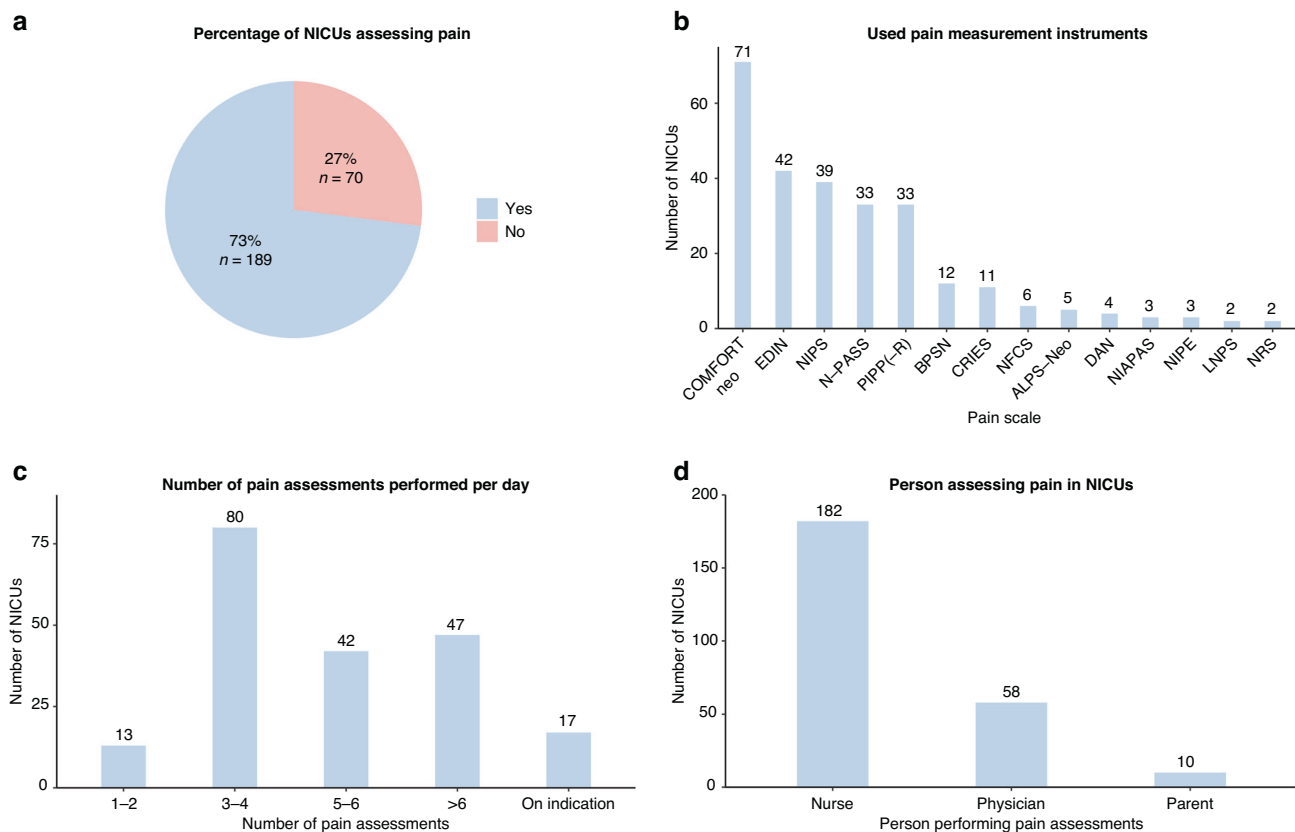 a
Percentage of NICUs assessing pain
27%
n = 70
73%
n = 189
Yes
No
b
Used pain measurement instruments
Number of NICUs
60
40
20
0
71
42
39
33
33
12
11
6
5
4
3
3
2
2
COMFORT
neo
EDIN
NIPS
N–PASS
PIPP(–R)
BPSN
CRIES
NFCS
ALPS–Neo
DAN
NIAPAS
NIPE
LNPS
NRS
Pain scale
c
Number of pain assessments performed per day
Number of NICUs
75
50
25
0
13
80
42
47
17
1–2
3–4
5–6
>6
On indication
Number of pain assessments
d
Person assessing pain in NICUs
Number of NICUs
200
150
100
50
0
182
58
10
Nurse
Physician
Parent
Person performing pain assessments